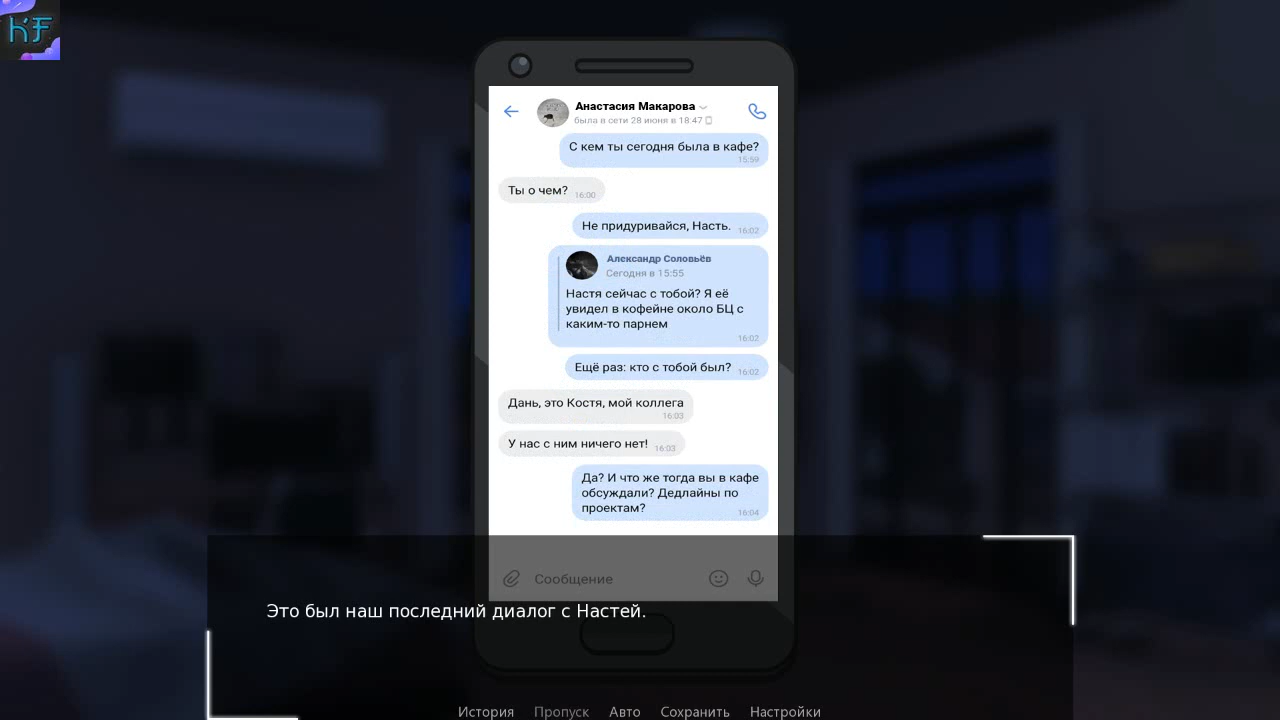 KF
Анастасия Макарова
была в сети 28 июня в 18:47
С кем ты сегодня была в кафе?
15:59
Ты о чем? 16:00
Не придуривайся, Насть. 16:02
Александр Соловьёв
Сегодня в 15:55
Настя сейчас с тобой? Я её
увидел в кофейне около БЦ с
каким-то парнем
16:02
Ещё раз: кто с тобой был? 16:02
Дань, это Костя, мой коллега
16:03
У нас с ним ничего нет! 16:03
Да? И что же тогда вы в кафе
обсуждали? Дедлайны по
проектам? 16:04
Сообщение
Это был наш последний диалог с Настей.
История Пропуск Авто Сохранить Настройки